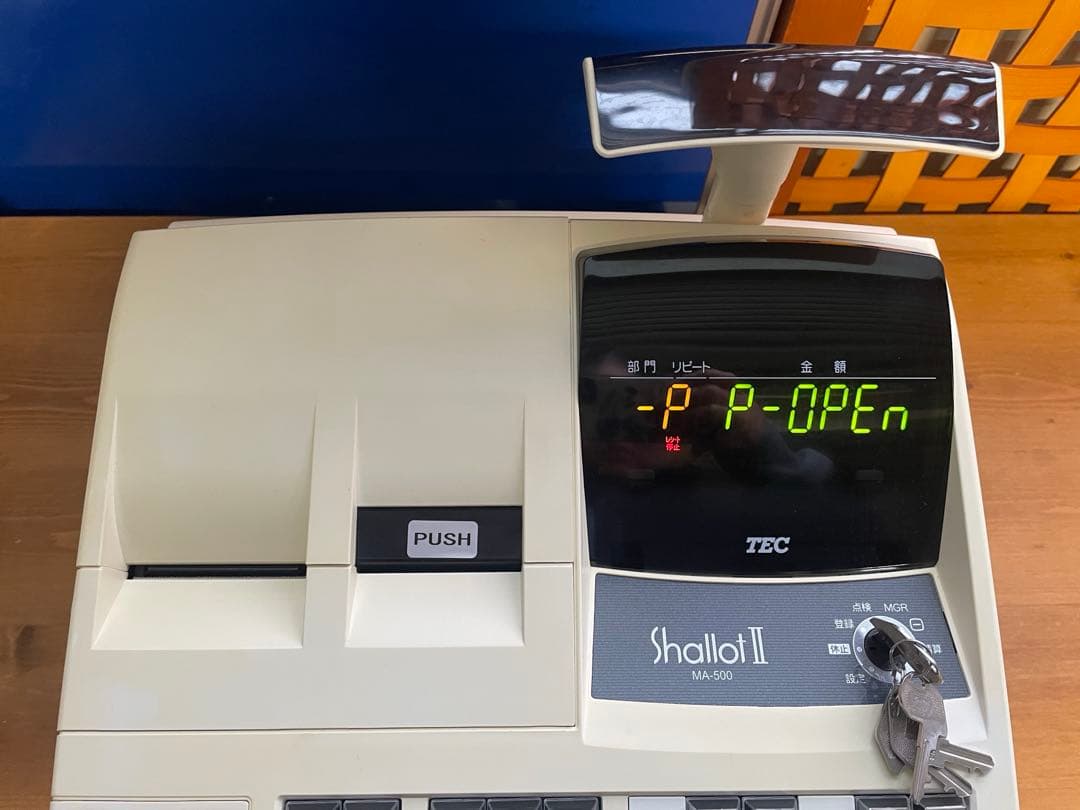 部門 リピート 金額
-P P-OPEn
レシート
停止
PUSH
TEC
点検 MGR
登録
休止
設定
Shallot II
MA-500